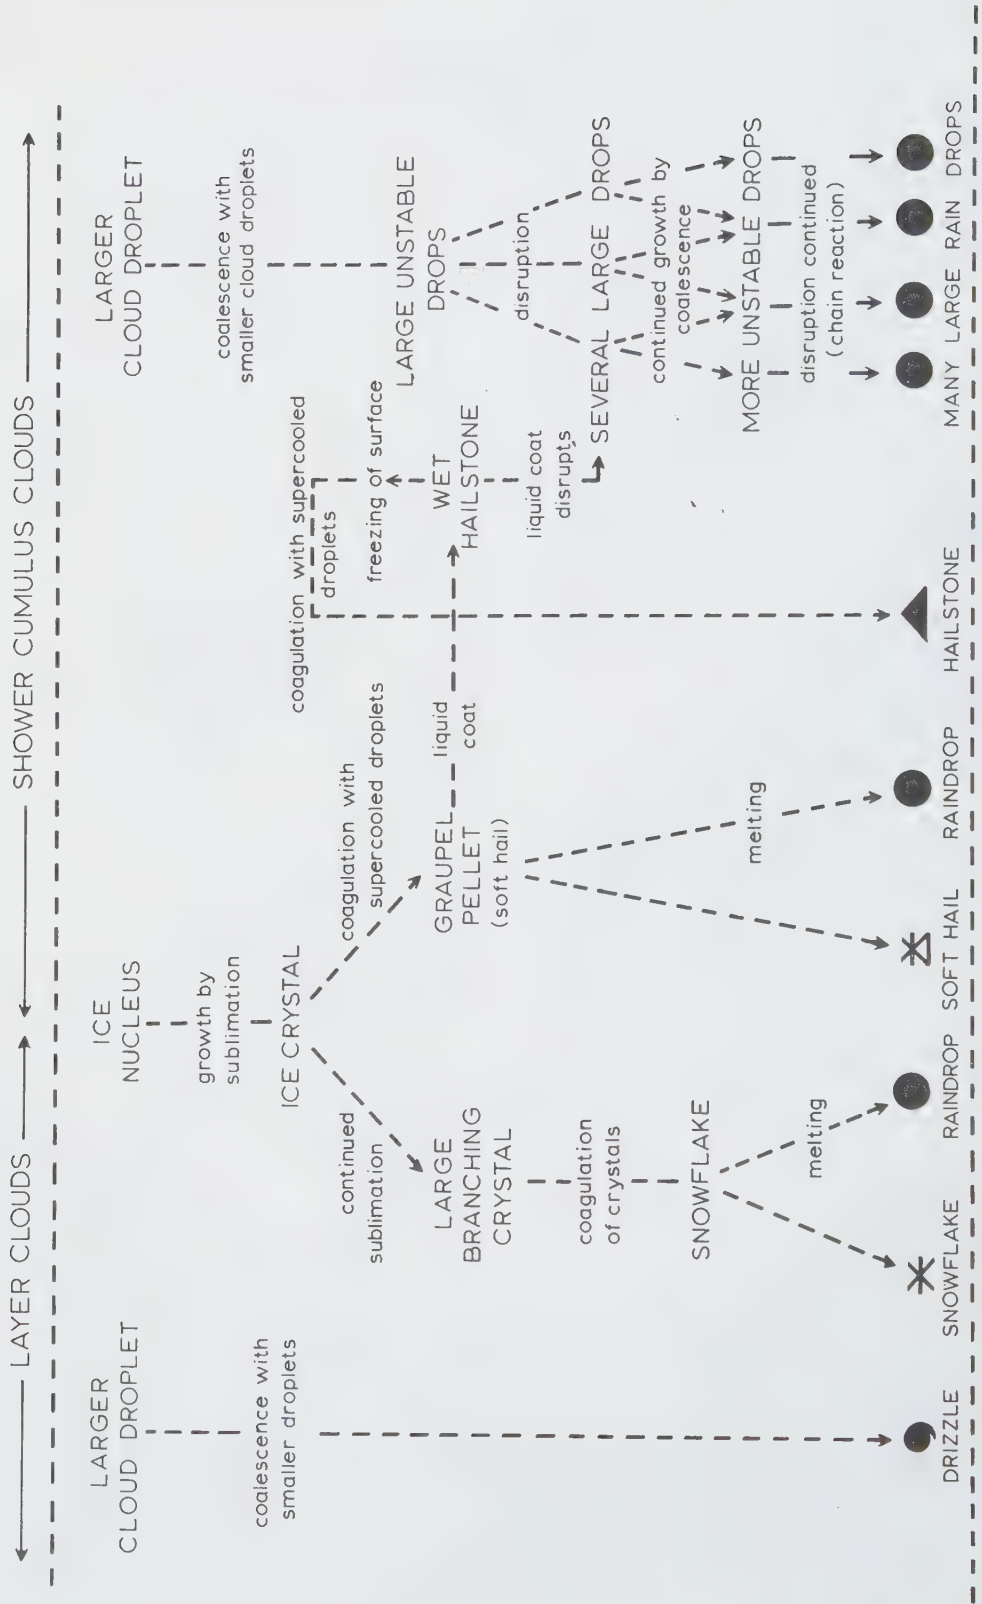 LAYER CLOUDS
SHOWER CUMULUS CLOUDS
LARGER
CLOUD DROPLET
coalescence with
smaller droplets
DRIZZLE
ICE
NUCLEUS
growth by
sublimation
ICE CRYSTAL
continued
sublimation
LARGE
BRANCHING
CRYSTAL
coagulation
of crystals
SNOWFLAKE
melting
SNOWFLAKE
RAINDROP
coagulation with
supercooled droplets
GRAUPEL
PELLET
(soft hail)
melting
SOFT HAIL
RAINDROP
liquid
coat
WET
HAILSTONE
freezing of surface
coagulation with supercooled
droplets
HAILSTONE
liquid coat
disrupts
LARGER
CLOUD DROPLET
coalescence with
smaller cloud droplets
LARGE UNSTABLE
DROPS
disruption
SEVERAL LARGE DROPS
continued growth by
coalescence
MORE UNSTABLE DROPS
disruption continued
(chain reaction)
MANY LARGE RAIN DROPS